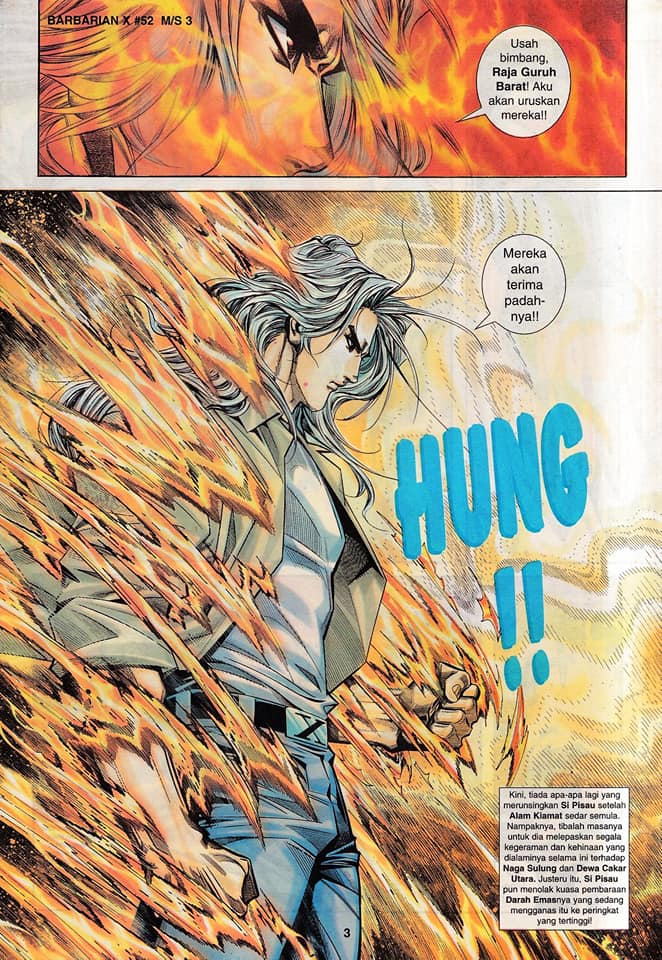 BARBARIAN X #52 M/S 3
Usah
bimbang,
Raja Guruh
Barat! Aku
akan uruskan
mereka!!
Mereka
akan
terima
padah-
nya!!
HUNG
!!
Kini, tiada apa-apa lagi yang
merunsingkan Si Pisau setelah
Alam Kiamat sedar semula.
Nampaknya, tibalah masanya
untuk dia melepaskan segala
kegeraman dan kehinaan yang
dialaminya selama ini terhadap
Naga Sulung dan Dewa Cakar
Utara. Justeru itu, Si Pisau
pun menolak kuasa pembaraan
Darah Emasnya yang sedang
mengganas itu ke peringkat
yang tertinggi!
3